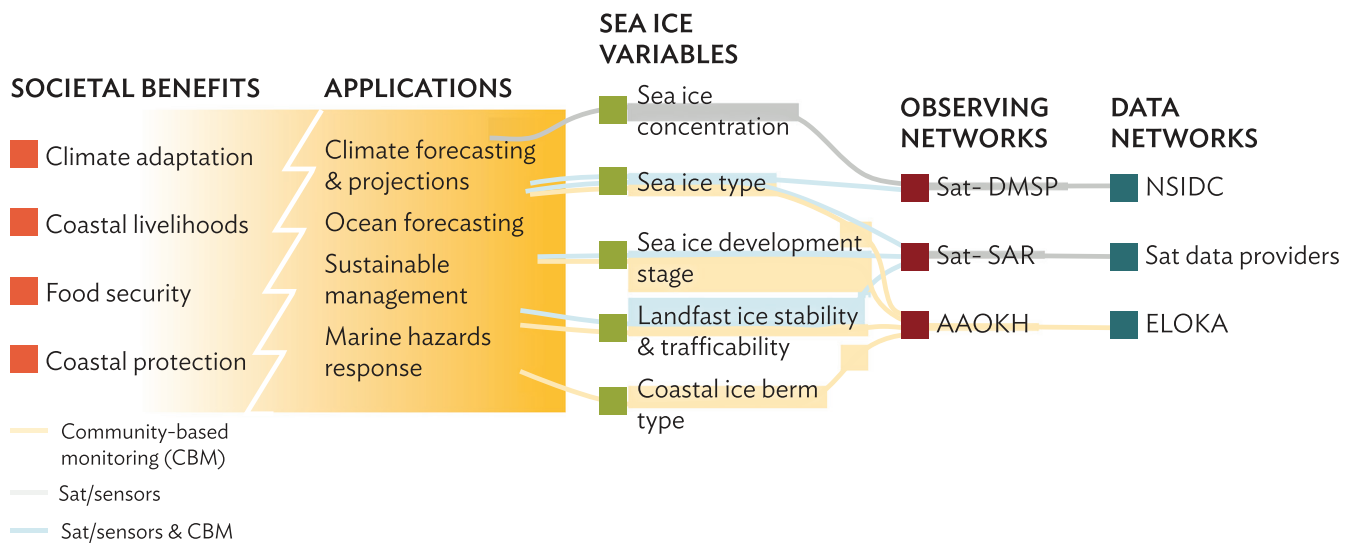 SOCIETAL BENEFITS
Climate adaptation
Coastal livelihoods
Food security
Coastal protection
APPLICATIONS
Climate forecasting
& projections
Ocean forecasting
Sustainable
management
Marine hazards
response
SEA ICE
VARIABLES
Sea ice
concentration
Sea ice type
Sea ice development
stage
Landfast ice stability
& trafficability
Coastal ice berm
type
OBSERVING
NETWORKS
Sat- DMSP
Sat- SAR
AAOKH
DATA
NETWORKS
NSIDC
Sat data providers
ELOKA
Community-based
monitoring (CBM)
Sat/sensors
Sat/sensors & CBM